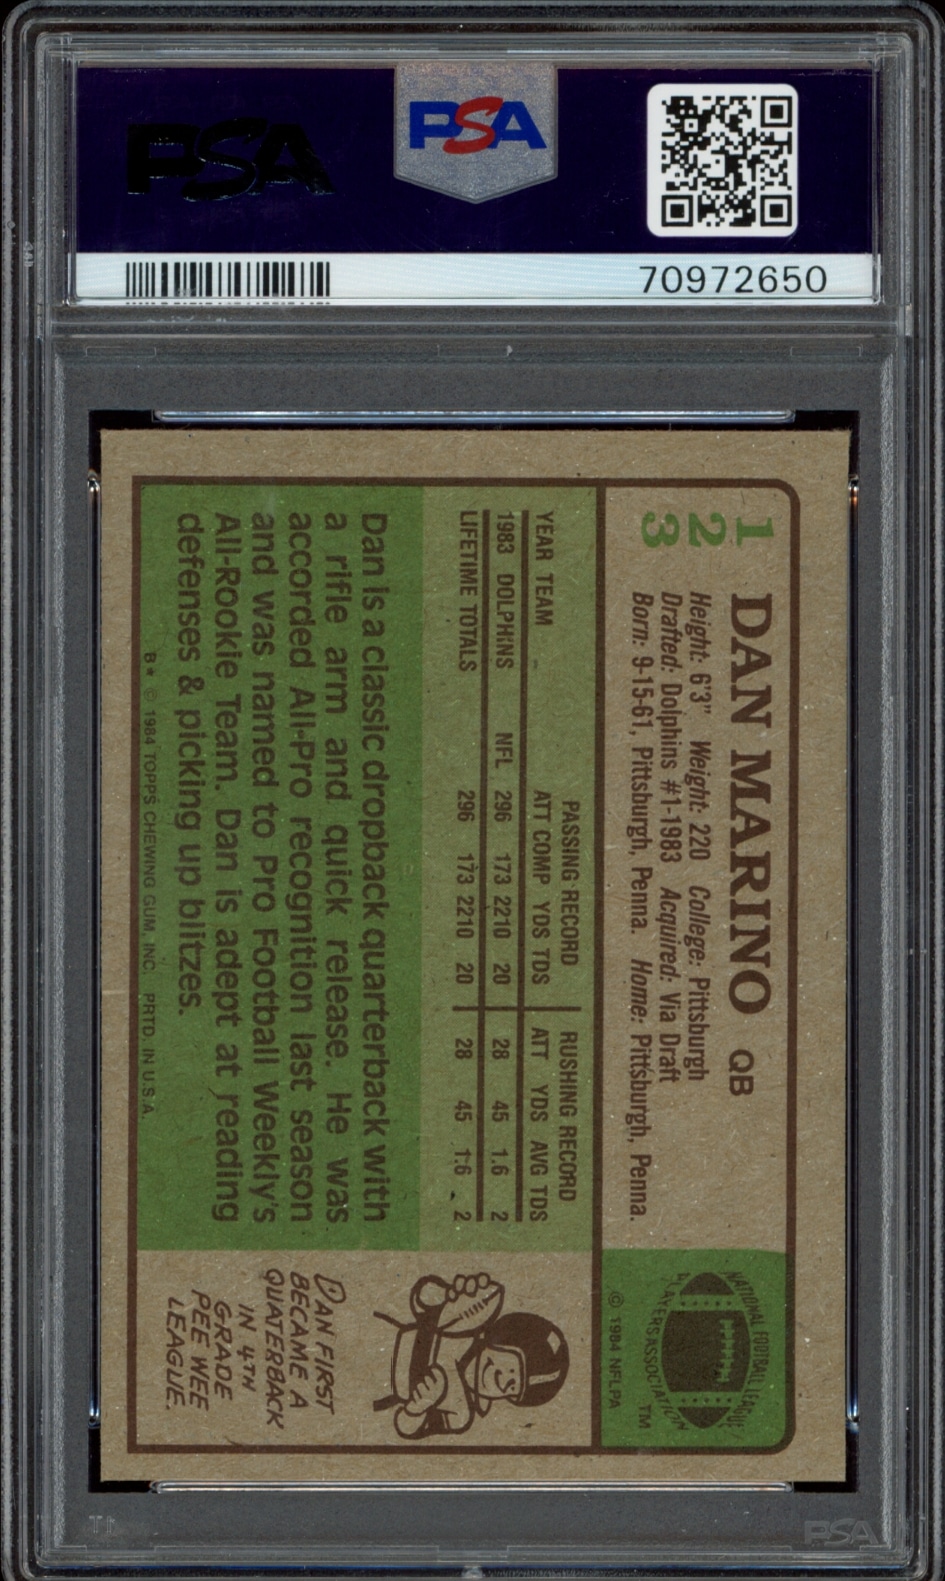 PSA
PSA
70972650
123
DAN MARINO QB
Height: 6'3" Weight: 220 College: Pittsburgh
Drafted: Dolphins #1-1983 Acquired: Via Draft
Born: 9-15-61, Pittsburgh, Penna. Home: Pittsburgh, Penna.
NATIONAL FOOTBALL LEAGUE
PLAYERS ASSOCIATION
TM
© 1984 NFLPA
PASSING RECORD RUSHING RECORD
YEAR TEAM ATT COMP YDS TDS ATT YDS AVG TDS
1983 DOLPHINS NFL 296 173 2210 20 28 45 1.6 2
LIFETIME TOTALS 296 173 2210 20 28 45 1.6 2
Dan is a classic dropback quarterback with
a rifle arm and quick release. He was
accorded All-Pro recognition last season
and was named to Pro Football Weekly's
All-Rookie Team. Dan is adept at reading
defenses & picking up blitzes.
DAN FIRST
BECAME A
QUATERBACK
IN 4TH
GRADE
PEE WEE
LEAGUE.
B* © 1984 TOPPS CHEWING GUM, INC. PRTD. IN U.S.A.
PSA